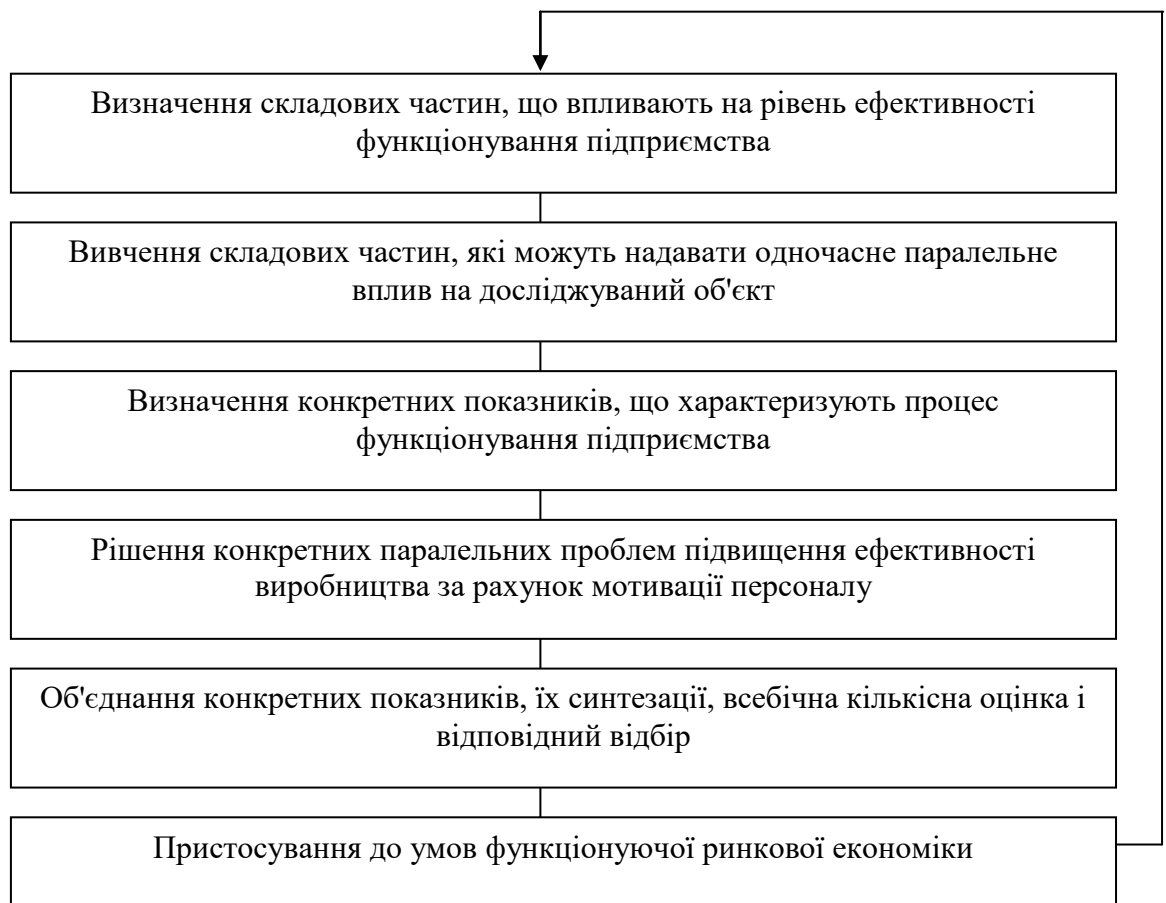 Визначення складових частин, що впливають на рівень ефективності
функціонування підприємства
Вивчення складових частин, які можуть надавати одночасне паралельне
вплив на досліджуваний об'єкт
Визначення конкретних показників, що характеризують процес
функціонування підприємства
Рішення конкретних паралельних проблем підвищення ефективності
виробництва за рахунок мотивації персоналу
Об'єднання конкретних показників, їх синтезації, всебічна кількісна оцінка і
відповідний відбір
Пристосування до умов функціонуючої ринкової економіки